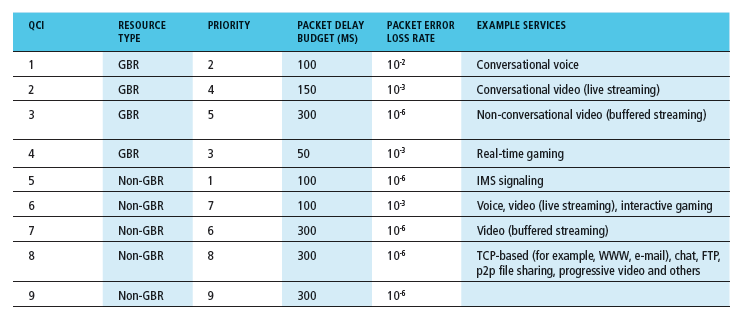 QCI RESOURCE TYPE PRIORITY PACKET DELAY BUDGET (MS) PACKET ERROR LOSS RATE EXAMPLE SERVICES
1 GBR 2 100 10-2 Conversational voice
2 GBR 4 150 10-3 Conversational video (live streaming)
3 GBR 5 300 10-6 Non-conversational video (buffered streaming)
4 GBR 3 50 10-3 Real-time gaming
5 Non-GBR 1 100 10-6 IMS signaling
6 Non-GBR 7 100 10-3 Voice, video (live streaming), interactive gaming
7 Non-GBR 6 300 10-6 Video (buffered streaming)
8 Non-GBR 8 300 10-6 TCP-based (for example, WWW, e-mail), chat, FTP,
p2p file sharing, progressive video and others
9 Non-GBR 9 300 10-6